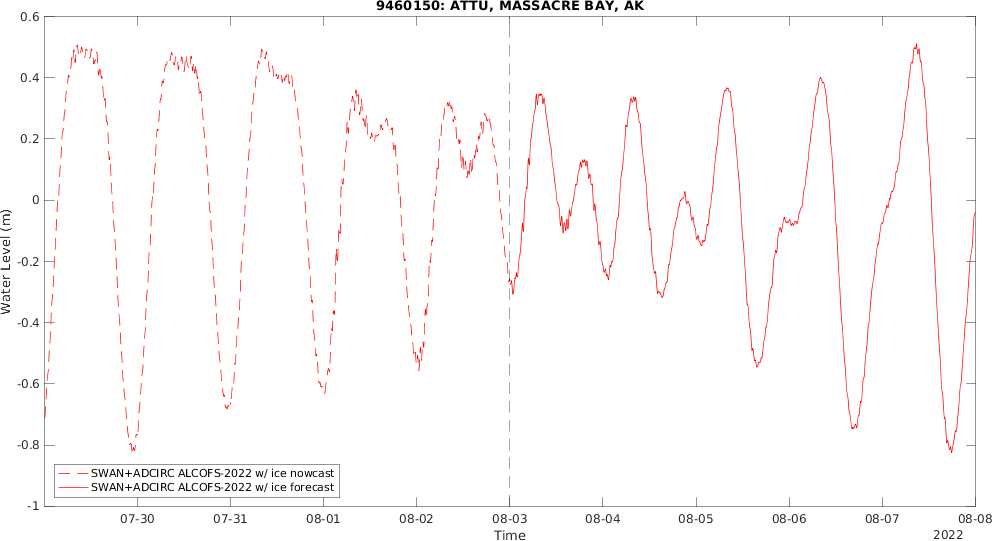 9460150: ATTU, MASSACRE BAY, AK
0.6
0.4
0.2
0
-0.2
-0.4
-0.6
-0.8
-1
Water Level (m)
SWAN+ADCIRC ALCOFS-2022 w/ ice nowcast
SWAN+ADCIRC ALCOFS-2022 w/ ice forecast
07-30 07-31 08-01 08-02 08-03 08-04 08-05 08-06 08-07 08-08
Time
2022